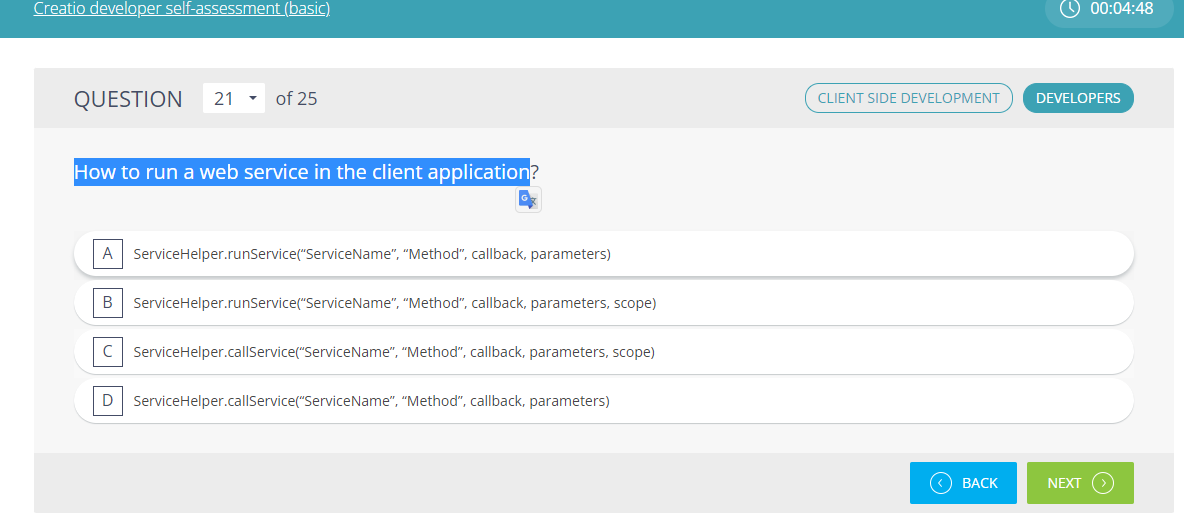 Creatio developer self-assessment (basic)
00:04:48
QUESTION 21 of 25
CLIENT SIDE DEVELOPMENT
DEVELOPERS
How to run a web service in the client application?
A ServiceHelper.runService(“ServiceName”, “Method”, callback, parameters)
B ServiceHelper.runService(“ServiceName”, “Method”, callback, parameters, scope)
C ServiceHelper.callService(“ServiceName”, “Method”, callback, parameters, scope)
D ServiceHelper.callService(“ServiceName”, “Method”, callback, parameters)
BACK
NEXT